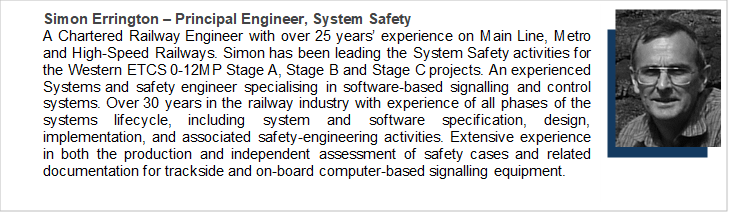 Simon Errington – Principal Engineer, System Safety
A Chartered Railway Engineer with over 25 years’ experience on Main Line, Metro
and High-Speed Railways. Simon has been leading the System Safety activities for
the Western ETCS 0-12MP Stage A, Stage B and Stage C projects. An experienced
Systems and safety engineer specialising in software-based signalling and control
systems. Over 30 years in the railway industry with experience of all phases of the
systems lifecycle, including system and software specification, design,
implementation, and associated safety-engineering activities. Extensive experience
in both the production and independent assessment of safety cases and related
documentation for trackside and on-board computer-based signalling equipment.